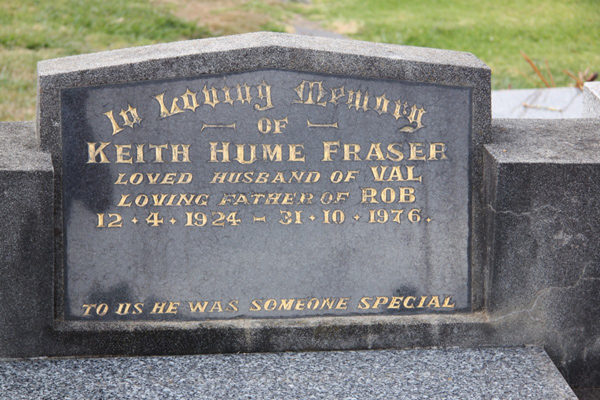 In Loving Memory
OF
KEITH HUME FRASER
LOVED HUSBAND OF VAL
LOVING FATHER OF ROB
12 · 4 · 1924 – 31 · 10 · 1976.
TO US HE WAS SOMEONE SPECIAL